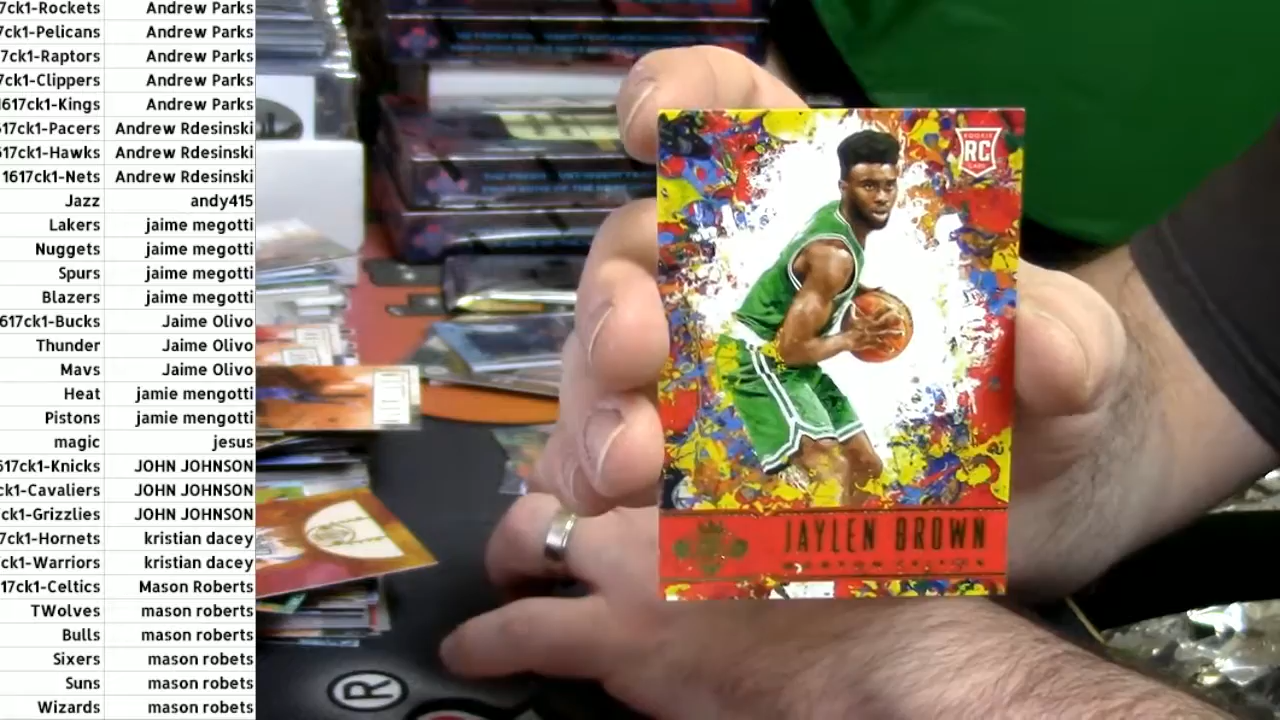 7ck1-Rockets Andrew Parks
7ck1-Pelicans Andrew Parks
7ck1-Raptors Andrew Parks
7ck1-Clippers Andrew Parks
1617ck1-Kings Andrew Parks
617ck1-Pacers Andrew Rdesinski
617ck1-Hawks Andrew Rdesinski
1617ck1-Nets Andrew Rdesinski
Jazz andy415
Lakers jaime megotti
Nuggets jaime megotti
Spurs jaime megotti
Blazers jaime megotti
617ck1-Bucks Jaime Olivo
Thunder Jaime Olivo
Mavs Jaime Olivo
Heat jamie mengotti
Pistons jamie mengotti
magic jesus
617ck1-Knicks JOHN JOHNSON
ck1-Cavaliers JOHN JOHNSON
ck1-Grizzlies JOHN JOHNSON
7ck1-Hornets kristian dacey
ck1-Warriors kristian dacey
17ck1-Celtics Mason Roberts
TWolves mason roberts
Bulls mason roberts
Sixers mason robets
Suns mason robets
Wizards mason robets
ROOKIE
RC
CARD
JAYLEN BROWN
BOSTON CELTICS
®